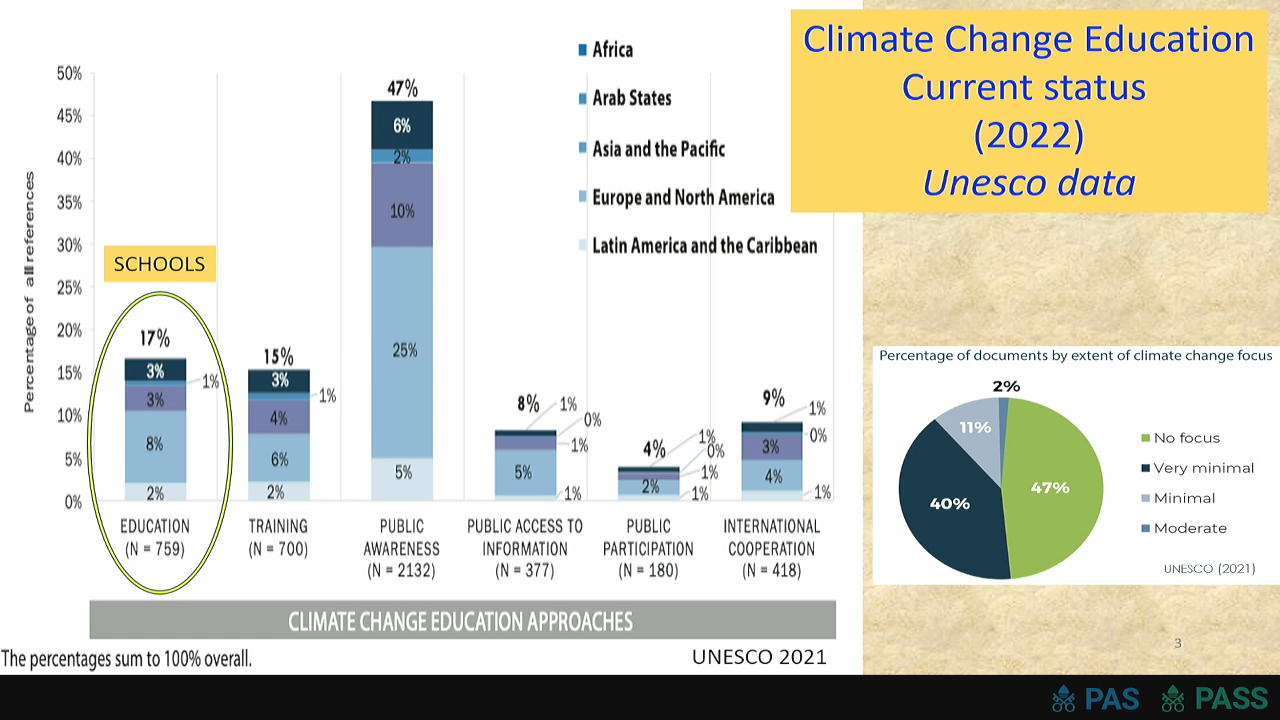 Climate Change Education
Current status
(2022)
Unesco data
Africa
Arab States
Asia and the Pacific
Europe and North America
Latin America and the Caribbean
Percentage of all references
50%
45%
40%
35%
30%
25%
20%
15%
10%
5%
0%
SCHOOLS
17%
3%
1%
3%
8%
2%
15%
3%
1%
4%
6%
2%
47%
6%
2%
10%
25%
5%
8%
1%
0%
1%
5%
1%
4%
1%
0%
1%
2%
1%
9%
1%
0%
3%
4%
1%
EDUCATION
(N = 759)
TRAINING
(N = 700)
PUBLIC
AWARENESS
(N = 2132)
PUBLIC ACCESS TO
INFORMATION
(N = 377)
PUBLIC
PARTICIPATION
(N = 180)
INTERNATIONAL
COOPERATION
(N = 418)
CLIMATE CHANGE EDUCATION APPROACHES
The percentages sum to 100% overall.
UNESCO 2021
Percentage of documents by extent of climate change focus
2%
11%
40%
47%
No focus
Very minimal
Minimal
Moderate
UNESCO (2021)
3
PAS
PASS